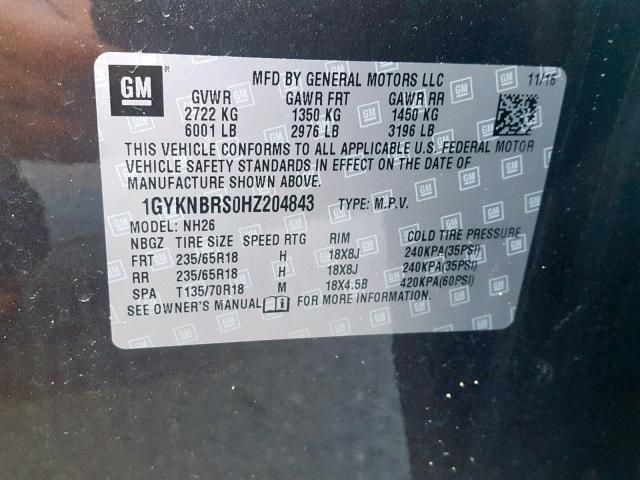 GM
MFD BY GENERAL MOTORS LLC 11/16
GVWR GAWR FRT GAWR RR
2722 KG 1350 KG 1450 KG
6001 LB 2976 LB 3196 LB
THIS VEHICLE CONFORMS TO ALL APPLICABLE U.S. FEDERAL MOTOR
VEHICLE SAFETY STANDARDS IN EFFECT ON THE DATE OF
MANUFACTURE SHOWN ABOVE.
1GYKNBRS0HZ204843 TYPE: M.P.V.
MODEL: NH26
NBGZ TIRE SIZE SPEED RTG RIM COLD TIRE PRESSURE
FRT 235/65R18 H 18X8J 240KPA(35PSI)
RR 235/65R18 H 18X8J 240KPA(35PSI)
SPA T135/70R18 M 18X4.5B 420KPA(60PSI)
SEE OWNER'S MANUAL FOR MORE INFORMATION.